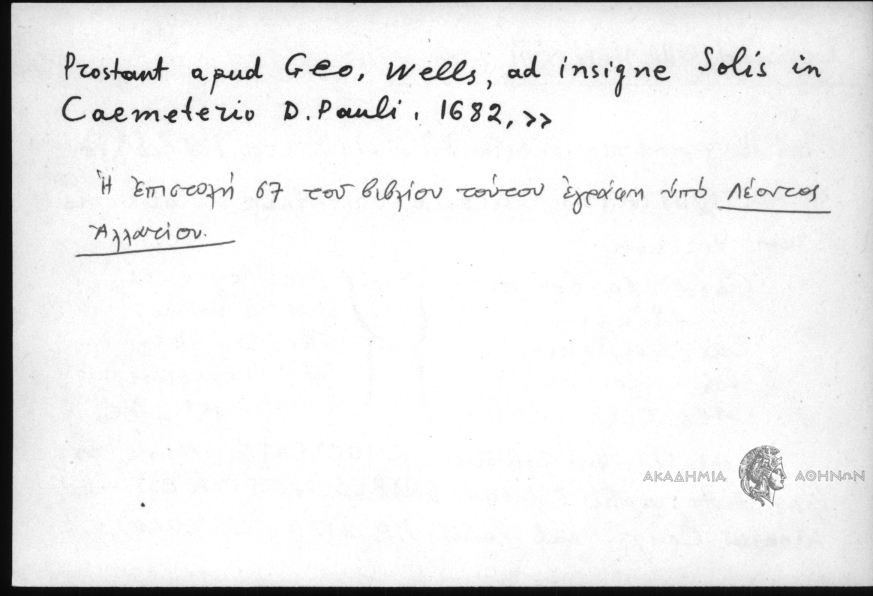 Prostant apud Geo, Wells, ad insigne Solis in
Caemeterio D. Pauli. 1682, >>
Ἡ Ἐπιστολή 67 τοῦ βιβλίου τούτου ἐγράφη ὑπό Λέοντος
Ἀλλατίου.
ΑΚΑΔΗΜΙΑ ΑΘΗΝΩΝ